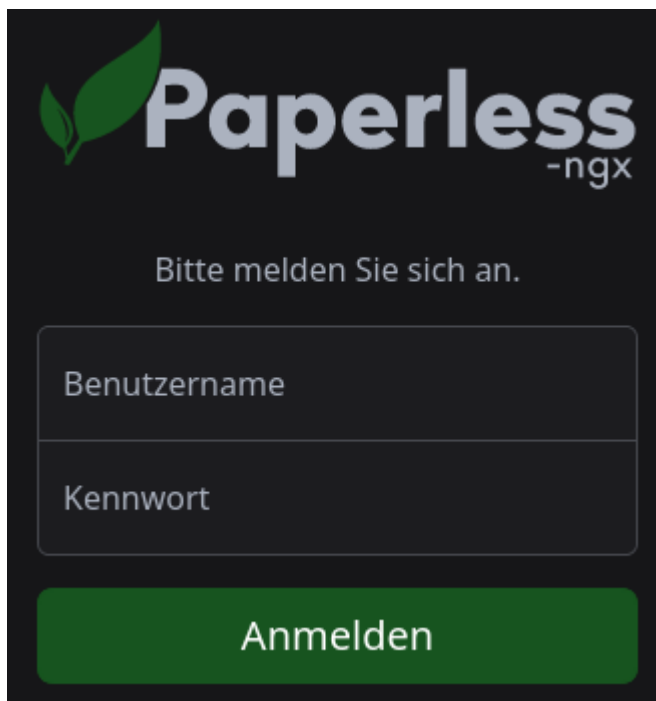 Paperless
-ngx
Bitte melden Sie sich an.
Benutzername
Kennwort
Anmelden